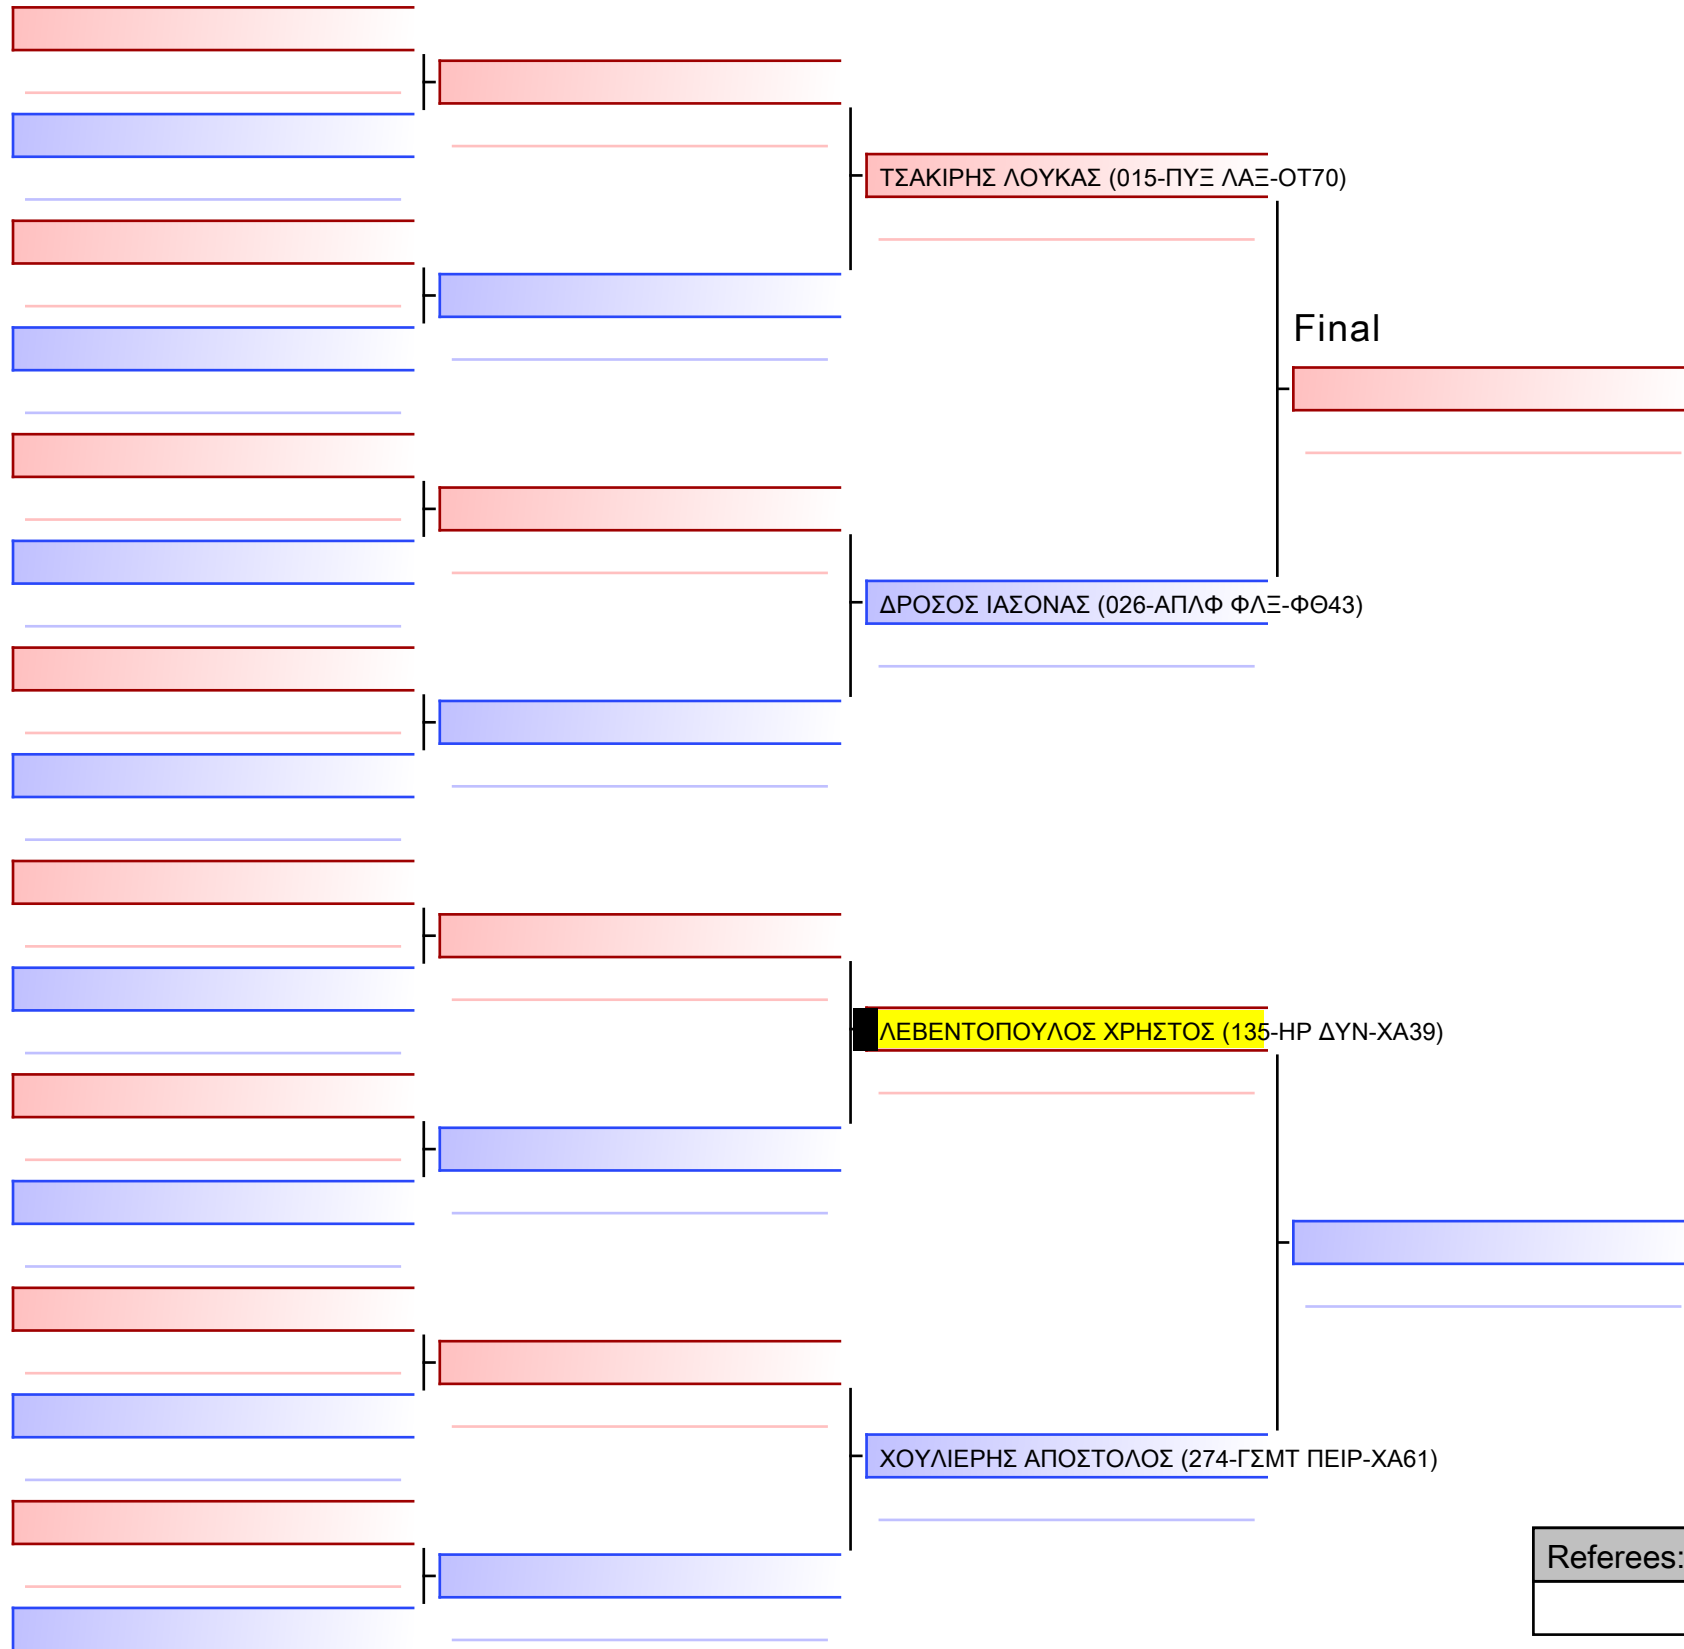 ΤΣΑΚΙΡΗΣ ΛΟΥΚΑΣ (015-ΠΥΞ ΛΑΞ-ΟΤ70)
Final
ΔΡΟΣΟΣ ΙΑΣΟΝΑΣ (026-ΑΠΛΦ ΦΛΞ-ΦΘ43)
ΛΕΒΕΝΤΟΠΟΥΛΟΣ ΧΡΗΣΤΟΣ (135-ΗΡ ΔΥΝ-ΧΑ39)
ΧΟΥΛΙΕΡΗΣ ΑΠΟΣΤΟΛΟΣ (274-ΓΣΜΤ ΠΕΙΡ-ΧΑ61)
Referees: